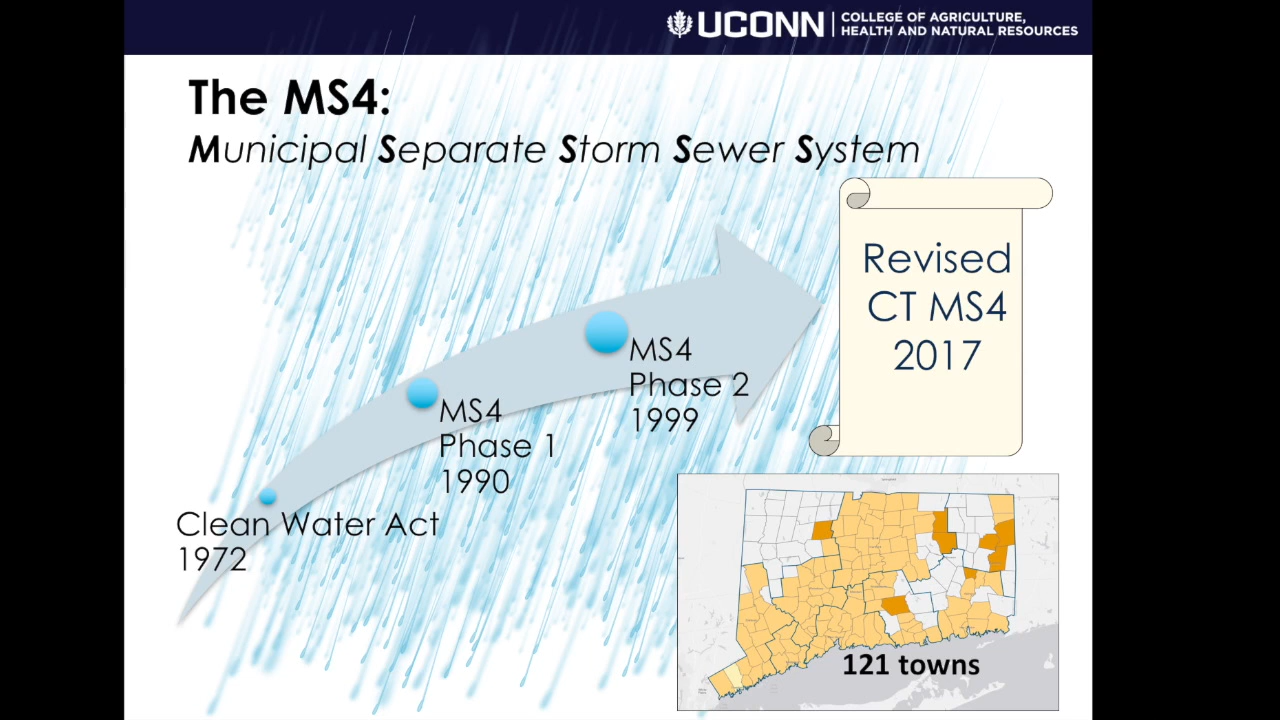 UCONN
COLLEGE OF AGRICULTURE,
HEALTH AND NATURAL RESOURCES
The MS4:
Municipal Separate Storm Sewer System
Revised
CT MS4
2017
MS4
Phase 2
1999
MS4
Phase 1
1990
Clean Water Act
1972
121 towns